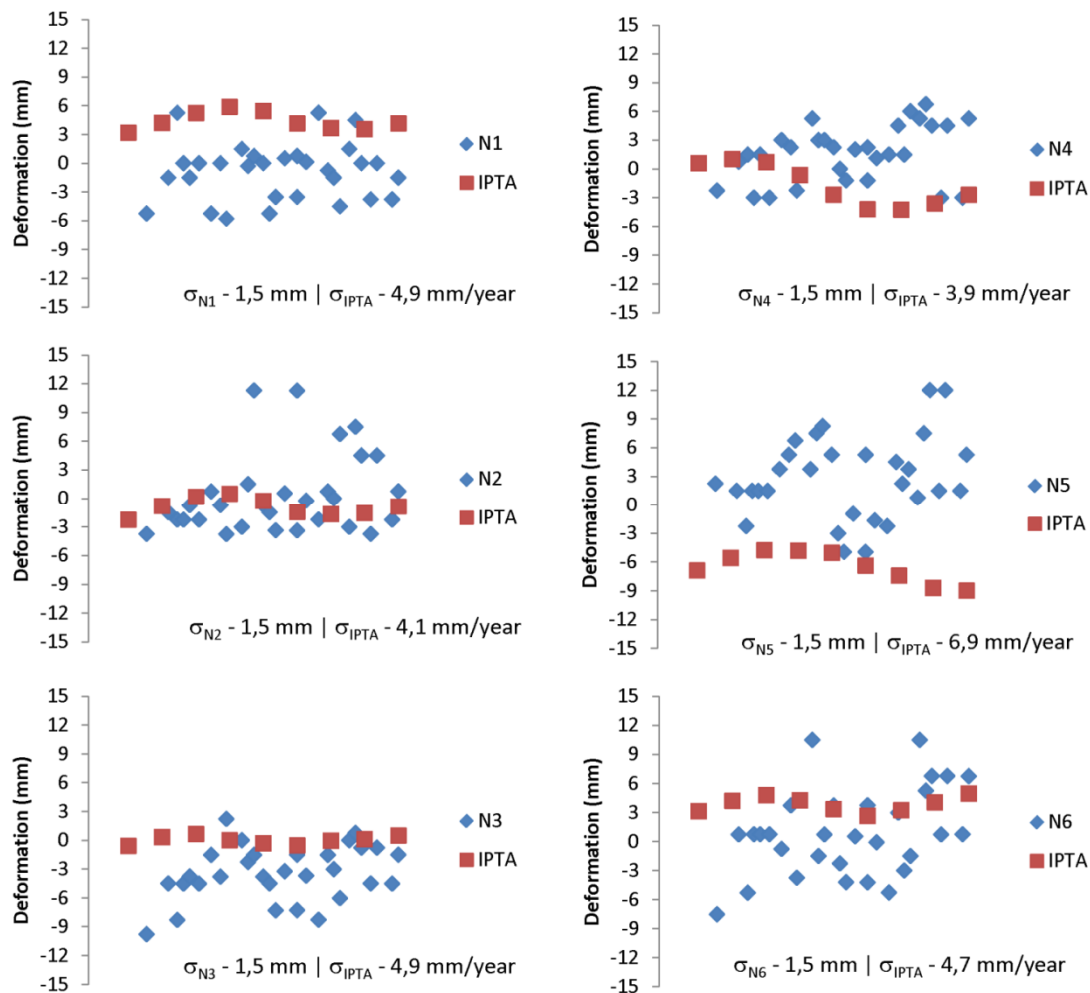 Deformation (mm)
15
12
9
6
3
0
-3
-6
-9
-12
-15
N1
IPTA
σN1 - 1,5 mm | σIPTA - 4,9 mm/year
Deformation (mm)
15
12
9
6
3
0
-3
-6
-9
-12
-15
N4
IPTA
σN4 - 1,5 mm | σIPTA - 3,9 mm/year
Deformation (mm)
15
12
9
6
3
0
-3
-6
-9
-12
-15
N2
IPTA
σN2 - 1,5 mm | σIPTA - 4,1 mm/year
Deformation (mm)
15
12
9
6
3
0
-3
-6
-9
-12
-15
N5
IPTA
σN5 - 1,5 mm | σIPTA - 6,9 mm/year
Deformation (mm)
15
12
9
6
3
0
-3
-6
-9
-12
-15
N3
IPTA
σN3 - 1,5 mm | σIPTA - 4,9 mm/year
Deformation (mm)
15
12
9
6
3
0
-3
-6
-9
-12
-15
N6
IPTA
σN6 - 1,5 mm | σIPTA - 4,7 mm/year